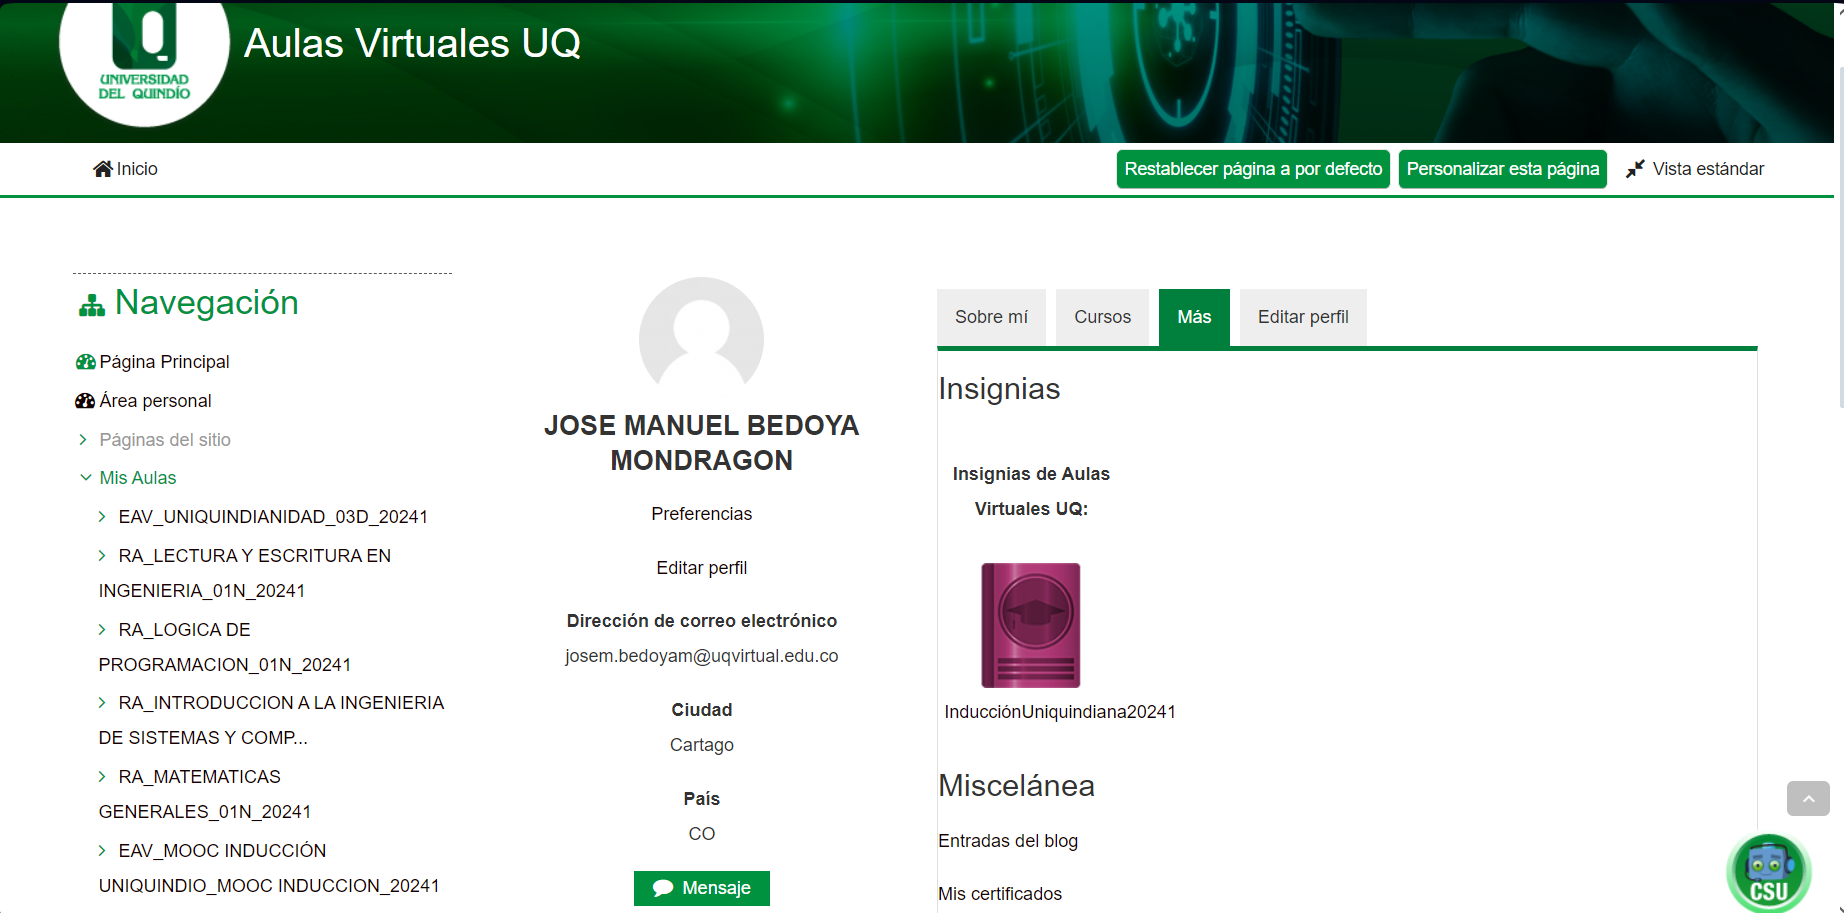 UNIVERSIDAD
DEL QUINDÍO
Aulas Virtuales UQ
Inicio
Restablecer página a por defecto
Personalizar esta página
Vista estándar
Navegación
Página Principal
Área personal
Páginas del sitio
Mis Aulas
EAV_UNIQUINDIANIDAD_03D_20241
RA_LECTURA Y ESCRITURA EN
INGENIERIA_01N_20241
RA_LOGICA DE
PROGRAMACION_01N_20241
RA_INTRODUCCION A LA INGENIERIA
DE SISTEMAS Y COMP...
RA_MATEMATICAS
GENERALES_01N_20241
EAV_MOOC INDUCCIÓN
UNIQUINDIO_MOOC INDUCCION_20241
JOSE MANUEL BEDOYA
MONDRAGON
Preferencias
Editar perfil
Dirección de correo electrónico
josem.bedoyam@uqvirtual.edu.co
Ciudad
Cartago
País
CO
Mensaje
Sobre mí
Cursos
Más
Editar perfil
Insignias
Insignias de Aulas
Virtuales UQ:
InducciónUniquindiana20241
Miscelánea
Entradas del blog
Mis certificados
CSU